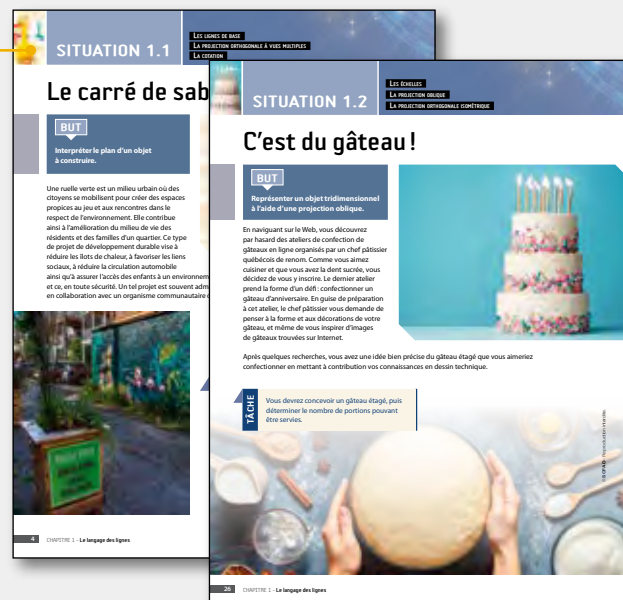 SITUATION 1.1
LES LIGNES DE BASE
LA PROJECTION ORTHOGONALE À VUES MULTIPLES
LA COTATION
Le carré de sab
BUT
Interpréter le plan d'un objet
à construire.
Une ruelle verte est un milieu urbain où des
citoyens se mobilisent pour créer des espaces
propices au jeu et aux rencontres dans le
respect de l'environnement. Elle contribue
ainsi à l'amélioration du milieu de vie des
résidents et des familles d'un quartier. Ce type
de projet de développement durable vise à
réduire les îlots de chaleur, à favoriser les liens
sociaux, à réduire la circulation automobile
ainsi qu'à assurer l'accès des enfants à un environnem
et ce, en toute sécurité. Un tel projet est souvent adm
en collaboration avec un organisme communautaire
4 CHAPITRE 1 - Le langage des lignes
SITUATION 1.2
LES ÉCHELLES
LA PROJECTION OBLIQUE
LA PROJECTION ORTHOGONALE ISOMÉTRIQUE
C'est du gâteau !
BUT
Représenter un objet tridimensionnel
à l'aide d'une projection oblique.
En naviguant sur le Web, vous découvrez
par hasard des ateliers de confection de
gâteaux en ligne organisés par un chef pâtissier
québécois de renom. Comme vous aimez
cuisiner et que vous avez la dent sucrée, vous
décidez de vous y inscrire. Le dernier atelier
prend la forme d'un défi : confectionner un
gâteau d'anniversaire. En guise de préparation
à cet atelier, le chef pâtissier vous demande de
penser à la forme et aux décorations de votre
gâteau, et même de vous inspirer d'images
de gâteaux trouvées sur Internet.
Après quelques recherches, vous avez une idée bien précise du gâteau étagé que vous aimeriez
confectionner en mettant à contribution vos connaissances en dessin technique.
TÂCHE
Vous devrez concevoir un gâteau étagé, puis
déterminer le nombre de portions pouvant
être servies.
© SOFAD - Reproduction interdite.
26 CHAPITRE 1 - Le langage des lignes